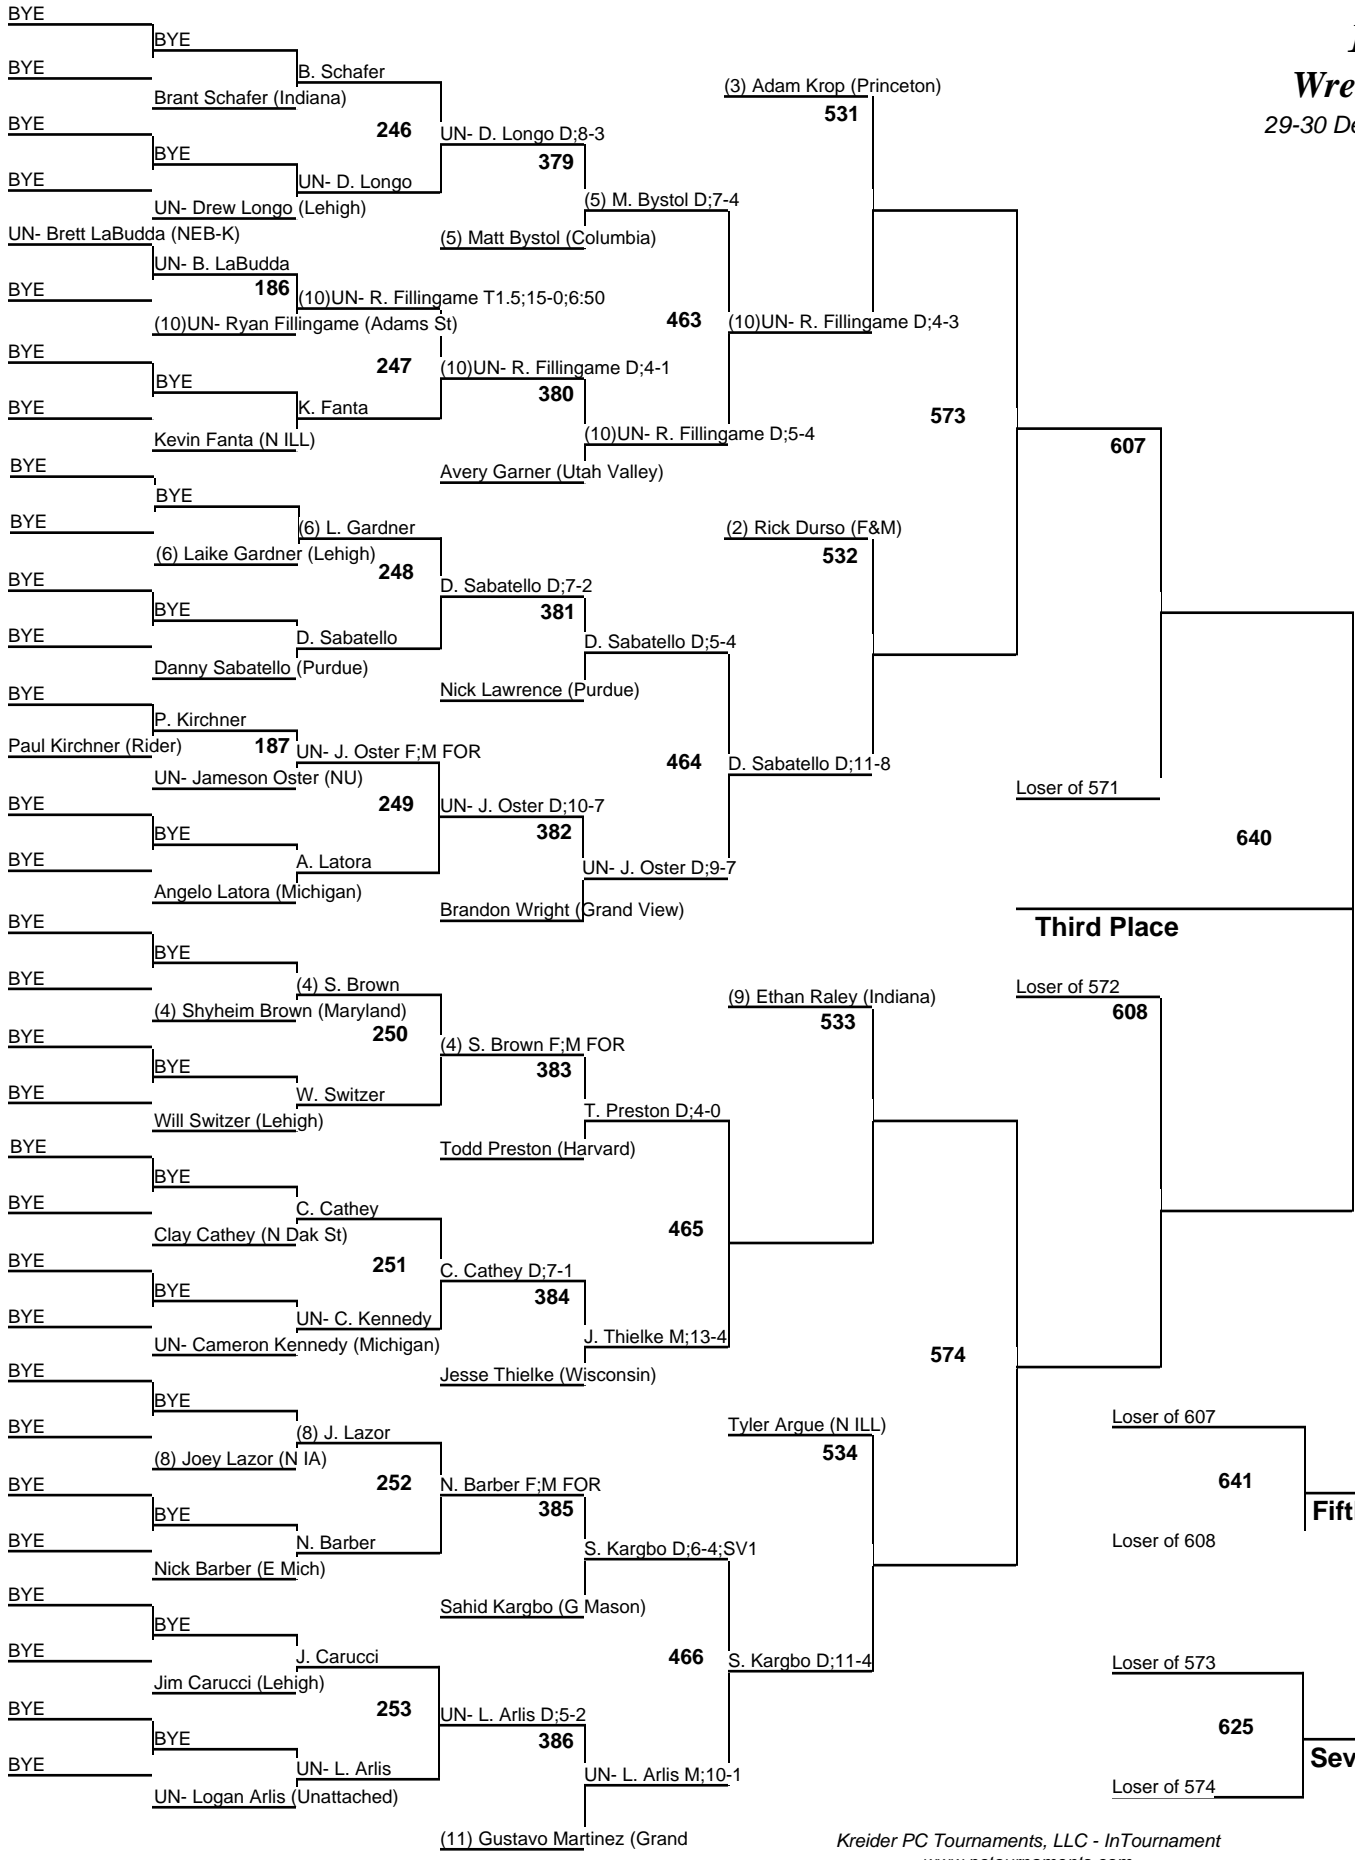 BYE
BYE
BYE
B. Schafer
Brant Schafer (Indiana)
246
BYE
BYE
BYE
UN- D. Longo
UN- Drew Longo (Lehigh)
UN- D. Longo D;8-3
379
(5) M. Bystol D;7-4
(5) Matt Bystol (Columbia)
UN- Brett LaBudda (NEB-K)
UN- B. LaBudda
BYE
186
(10)UN- R. Fillingame T1.5;15-0;6:50
(10)UN- Ryan Fillingame (Adams St)
247
BYE
BYE
BYE
K. Fanta
Kevin Fanta (N ILL)
(10)UN- R. Fillingame D;4-1
380
(10)UN- R. Fillingame D;5-4
Avery Garner (Utah Valley)
463
(10)UN- R. Fillingame D;4-3
(3) Adam Krop (Princeton)
531
Wre
29-30 De
573
607
BYE
BYE
BYE
(6) L. Gardner
(6) Laike Gardner (Lehigh)
248
BYE
BYE
BYE
D. Sabatello
Danny Sabatello (Purdue)
D. Sabatello D;7-2
381
D. Sabatello D;5-4
Nick Lawrence (Purdue)
(2) Rick Durso (F&M)
532
BYE
P. Kirchner
Paul Kirchner (Rider)
187
UN- J. Oster F;M FOR
UN- Jameson Oster (NU)
249
BYE
BYE
BYE
A. Latora
Angelo Latora (Michigan)
UN- J. Oster D;10-7
382
UN- J. Oster D;9-7
Brandon Wright (Grand View)
464
D. Sabatello D;11-8
Loser of 571
640
Third Place
BYE
BYE
BYE
(4) S. Brown
(4) Shyheim Brown (Maryland)
250
BYE
BYE
BYE
W. Switzer
Will Switzer (Lehigh)
(4) S. Brown F;M FOR
383
T. Preston D;4-0
Todd Preston (Harvard)
(9) Ethan Raley (Indiana)
533
Loser of 572
608
BYE
BYE
BYE
C. Cathey
Clay Cathey (N Dak St)
251
BYE
BYE
BYE
UN- C. Kennedy
UN- Cameron Kennedy (Michigan)
C. Cathey D;7-1
384
J. Thielke M;13-4
Jesse Thielke (Wisconsin)
465
574
BYE
BYE
BYE
(8) J. Lazor
(8) Joey Lazor (N IA)
252
BYE
BYE
BYE
N. Barber
Nick Barber (E Mich)
N. Barber F;M FOR
385
S. Kargbo D;6-4;SV1
Sahid Kargbo (G Mason)
Tyler Argue (N ILL)
534
Loser of 607
641
Fift
Loser of 608
BYE
BYE
BYE
J. Carucci
Jim Carucci (Lehigh)
253
BYE
BYE
BYE
UN- L. Arlis
UN- Logan Arlis (Unattached)
UN- L. Arlis D;5-2
386
UN- L. Arlis M;10-1
(11) Gustavo Martinez (Grand
466
S. Kargbo D;11-4
Loser of 573
625
Sev
Loser of 574
Kreider PC Tournaments, LLC - InTournament